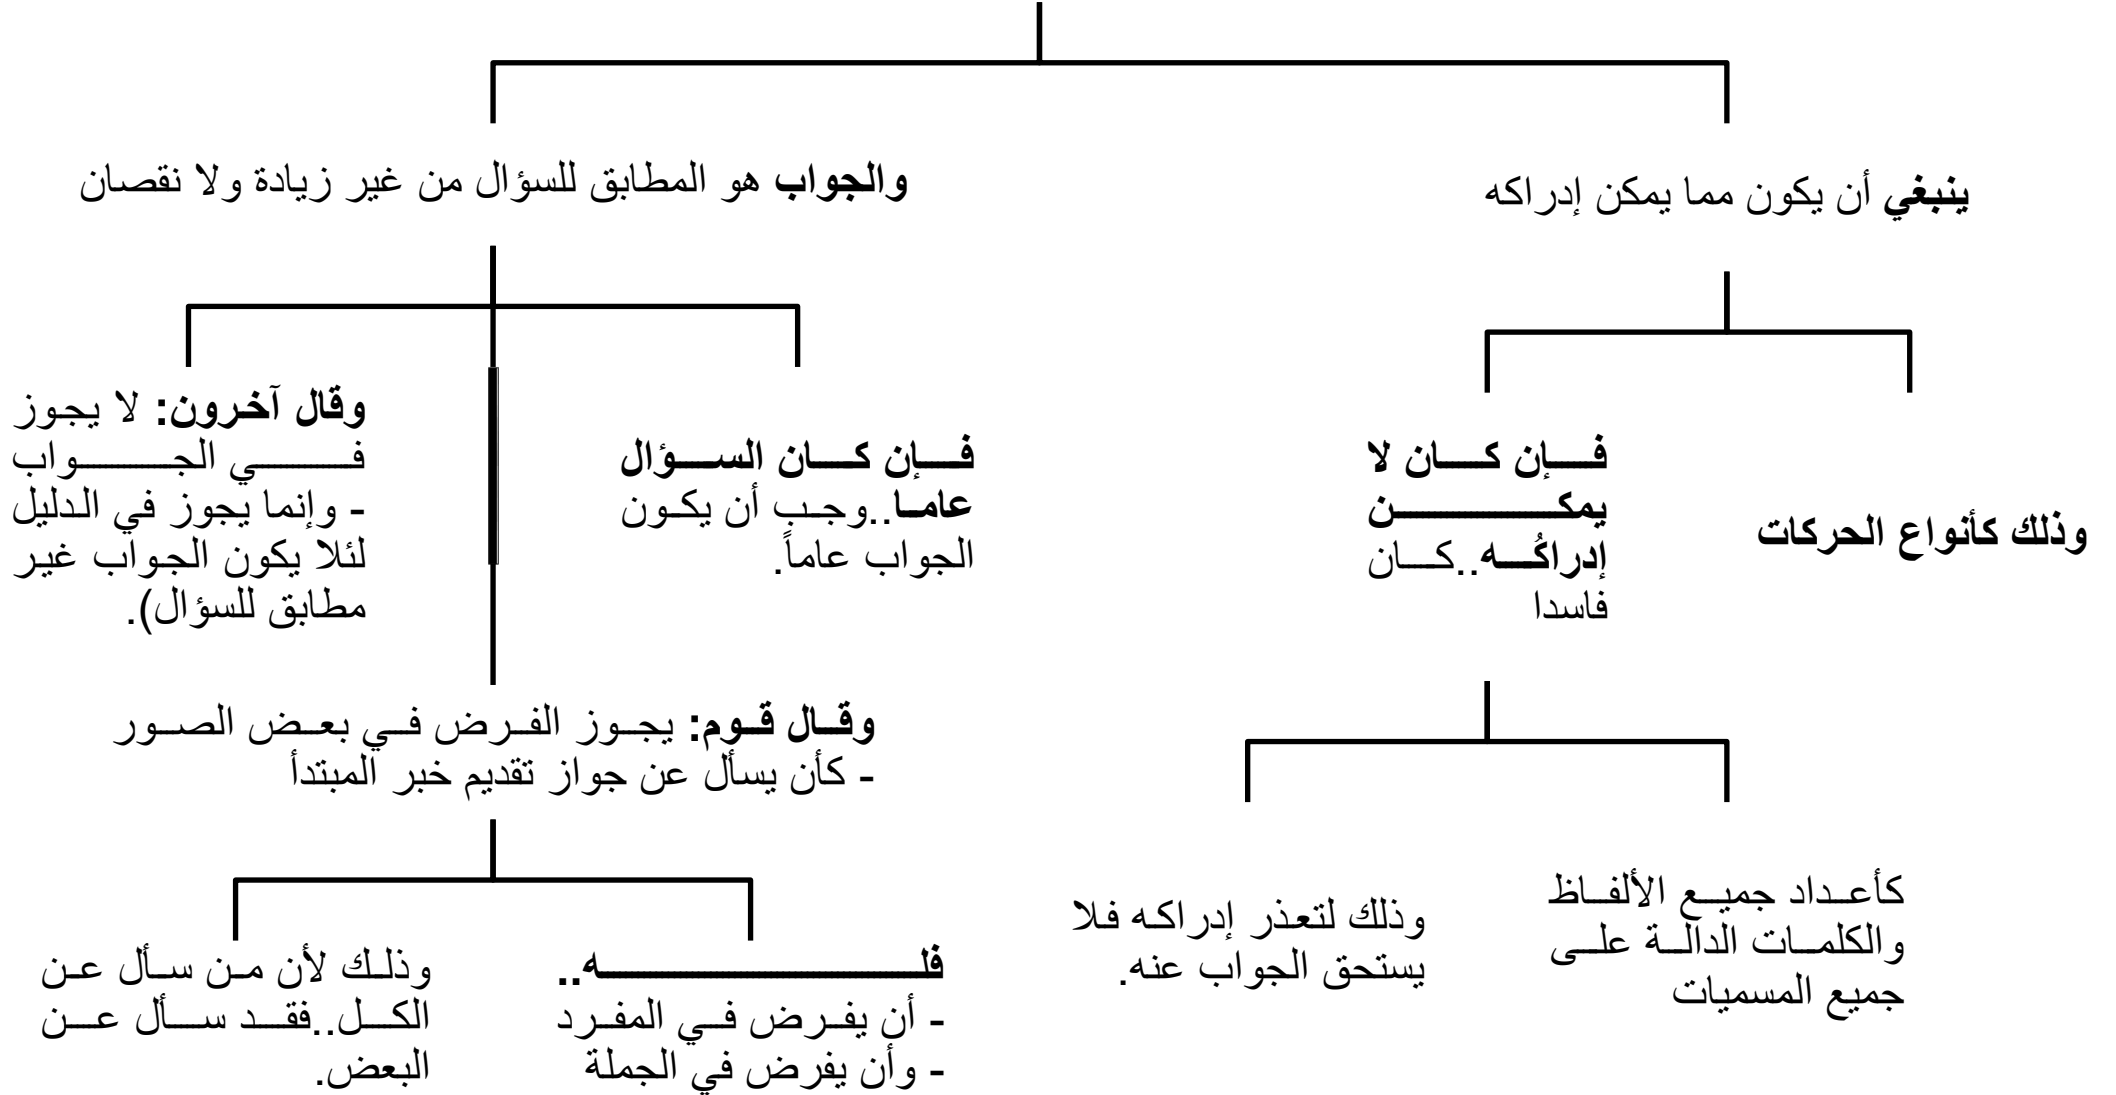 ينبغي أن يكون مما يمكن إدراكه
والجواب هو المطابق للسؤال من غير زيادة ولا نقصان
وذلك كأنواع الحركات
فإن كان لا
يمكن
إدراكُه..كان
فاسدا
كأعداد جميع الألفاظ
والكلمات الدالة على
جميع المسميات
وذلك لتعذر إدراكه فلا
يستحق الجواب عنه.
فإن كان السؤال
عاما..وجب أن يكون
الجواب عاماً.
وقال قوم: يجوز الفرض في بعض الصور
- كأن يسأل عن جواز تقديم خبر المبتدأ
فله..
- أن يفرض في المفرد
- وأن يفرض في الجملة
وذلك لأن من سأل عن
الكل..فقد سأل عن
البعض.
وقال آخرون: لا يجوز
في الجواب
- وإنما يجوز في الدليل
لئلا يكون الجواب غير
مطابق للسؤال).